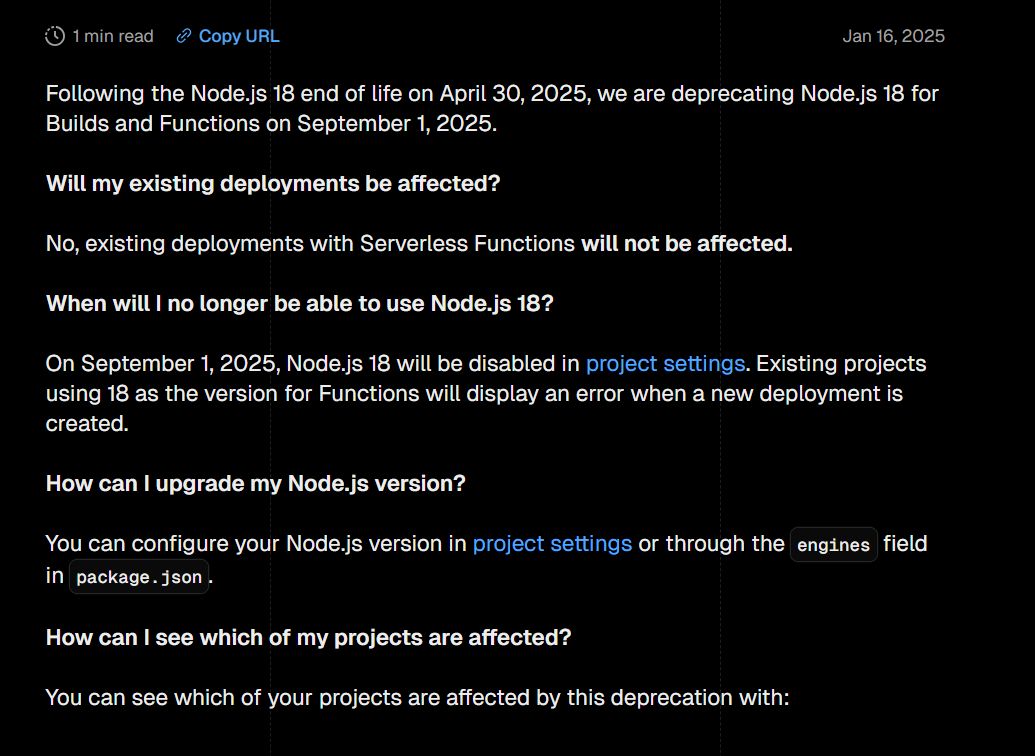 1 min read Copy URL Jan 16, 2025
Following the Node.js 18 end of life on April 30, 2025, we are deprecating Node.js 18 for
Builds and Functions on September 1, 2025.
Will my existing deployments be affected?
No, existing deployments with Serverless Functions will not be affected.
When will I no longer be able to use Node.js 18?
On September 1, 2025, Node.js 18 will be disabled in project settings. Existing projects
using 18 as the version for Functions will display an error when a new deployment is
created.
How can I upgrade my Node.js version?
You can configure your Node.js version in project settings or through the engines field
in package.json.
How can I see which of my projects are affected?
You can see which of your projects are affected by this deprecation with: